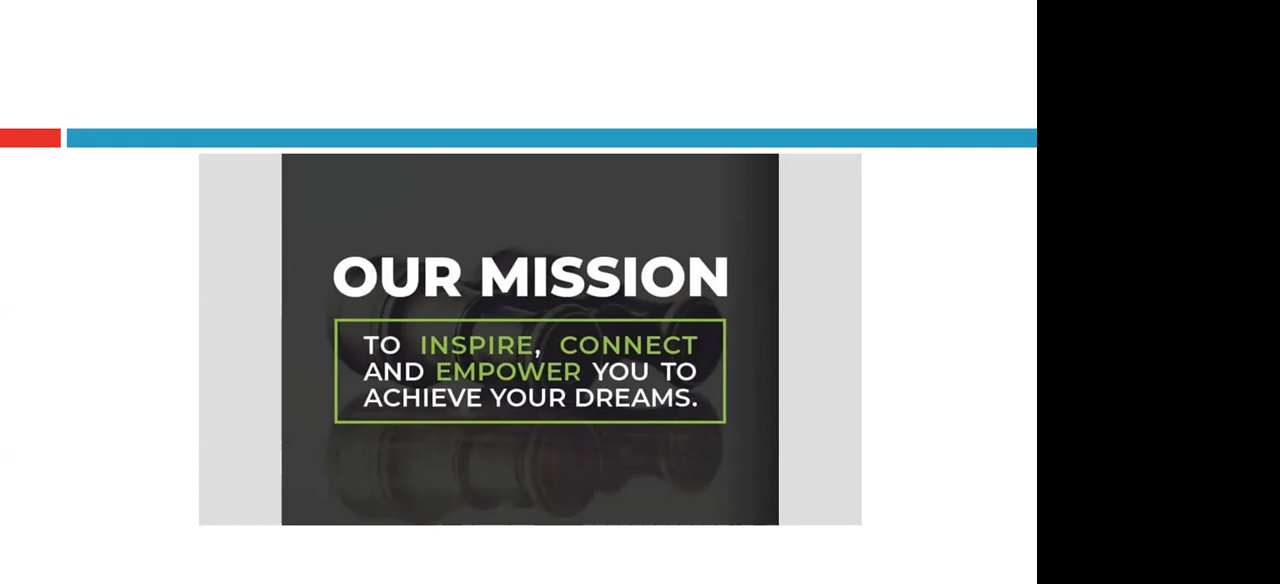 OUR MISSION
TO INSPIRE, CONNECT
AND EMPOWER YOU TO
ACHIEVE YOUR DREAMS.